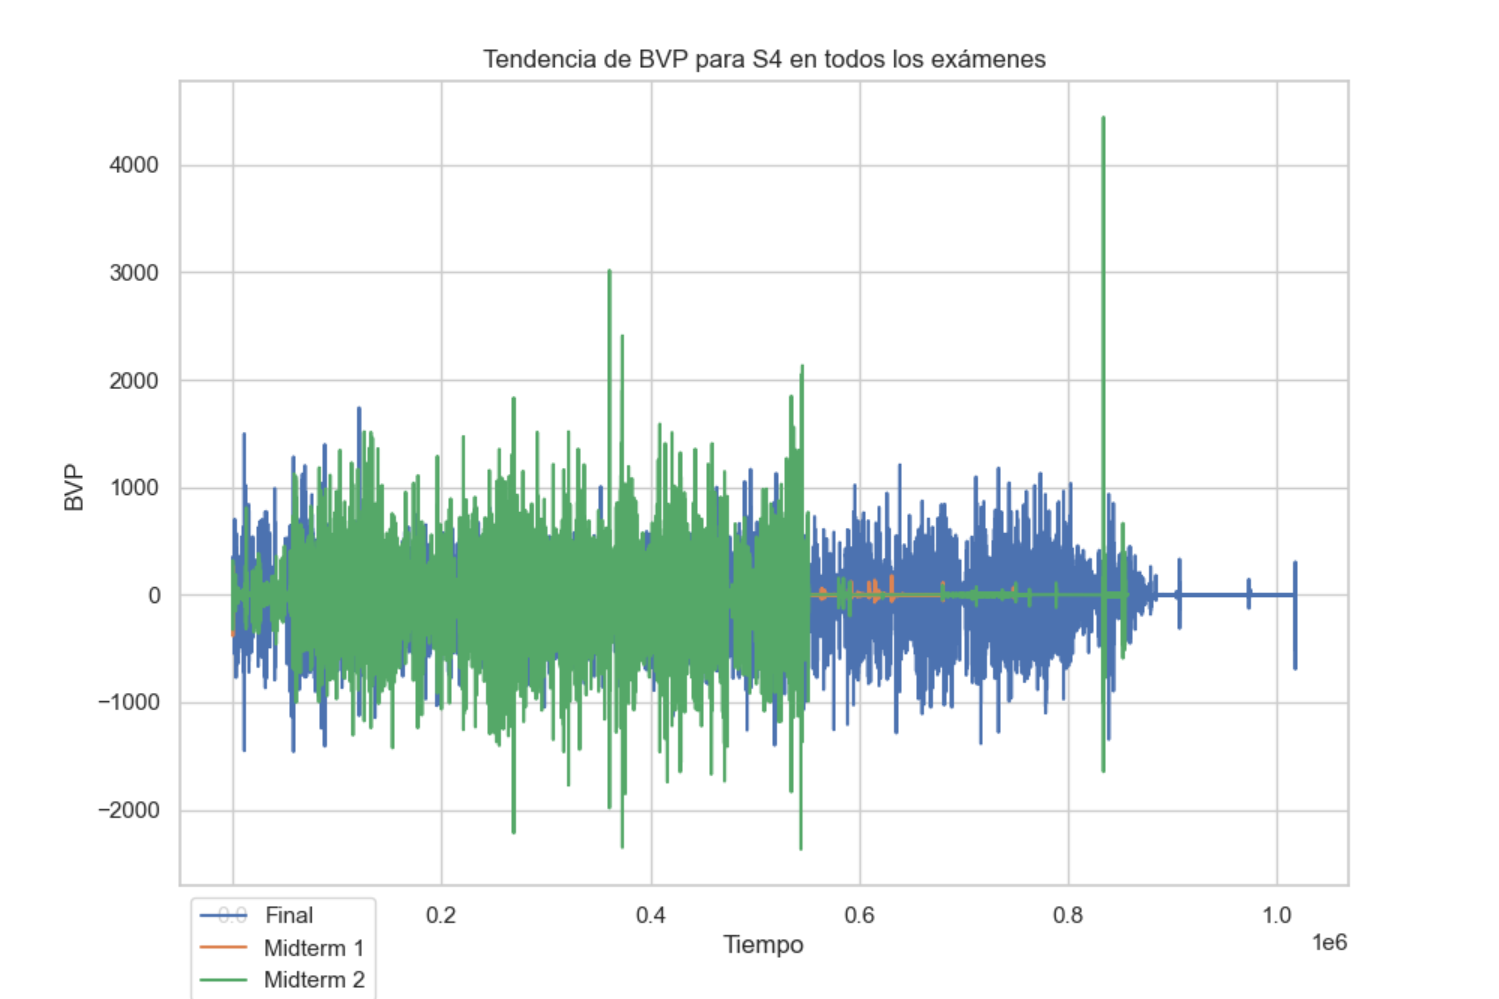 Tendencia de BVP para S4 en todos los exámenes
BVP
4000
3000
2000
1000
0
−1000
−2000
0.0
0.2
0.4
0.6
0.8
1.0
1e6
Tiempo
Final
Midterm 1
Midterm 2